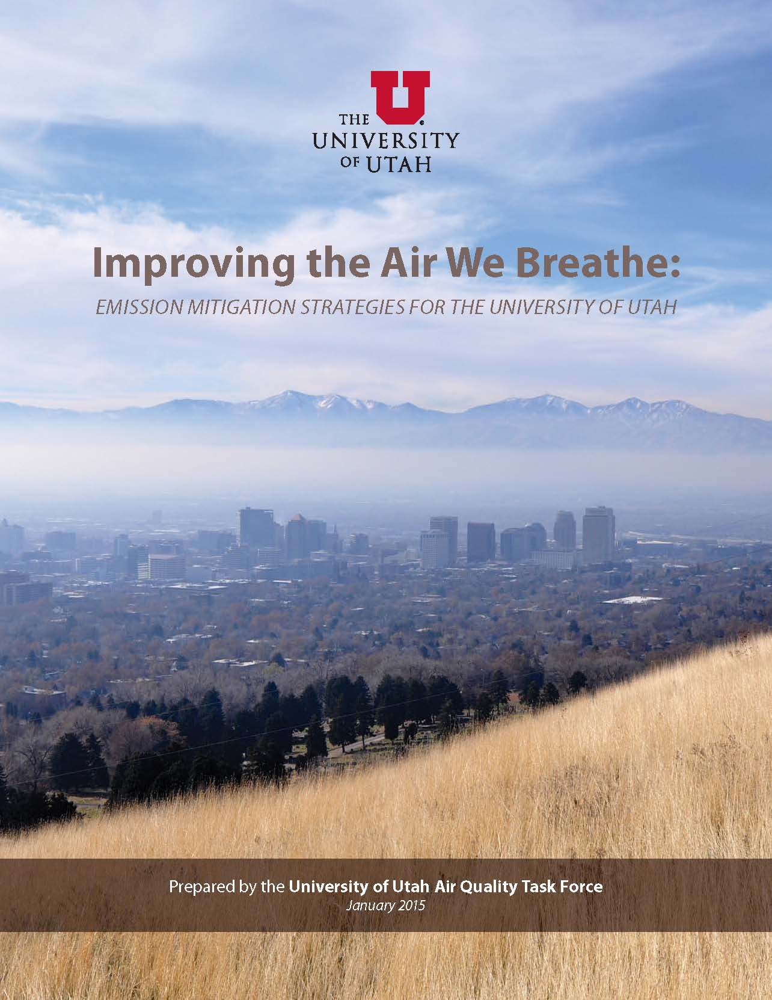 THE
UNIVERSITY
OF UTAH
Improving the Air We Breathe:
EMISSION MITIGATION STRATEGIES FOR THE UNIVERSITY OF UTAH
Prepared by the University of Utah Air Quality Task Force
January 2015